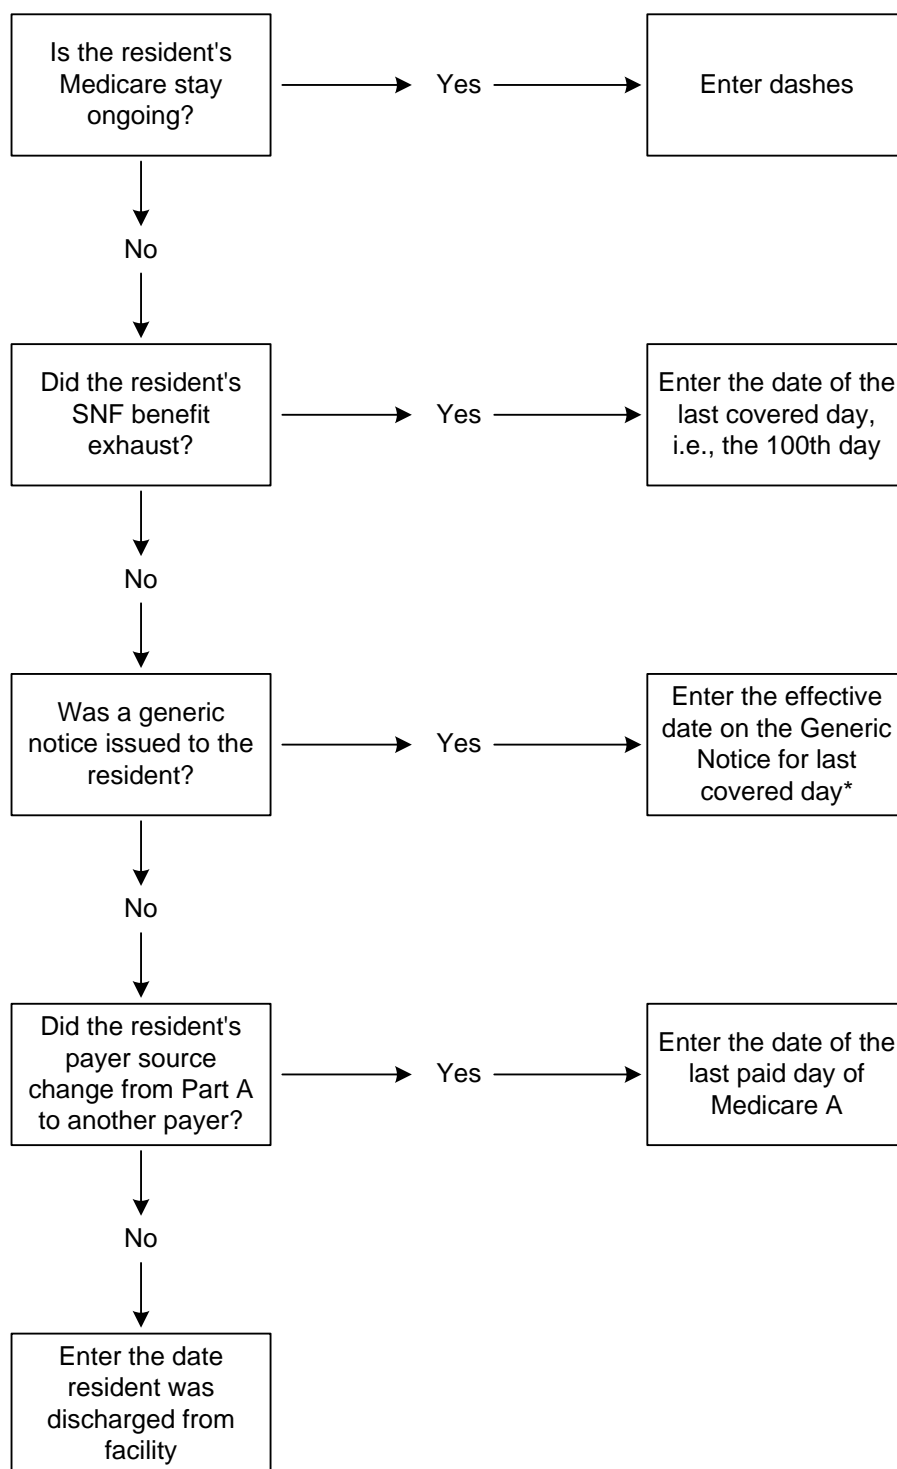 Is the resident's
Medicare stay
ongoing?
Yes
Enter dashes
No
Did the resident's
SNF benefit
exhaust?
Yes
Enter the date of the
last covered day,
i.e., the 100th day
No
Was a generic
notice issued to the
resident?
Yes
Enter the effective
date on the Generic
Notice for last
covered day*
No
Did the resident's
payer source
change from Part A
to another payer?
Yes
Enter the date of the
last paid day of
Medicare A
No
Enter the date
resident was
discharged from
facility